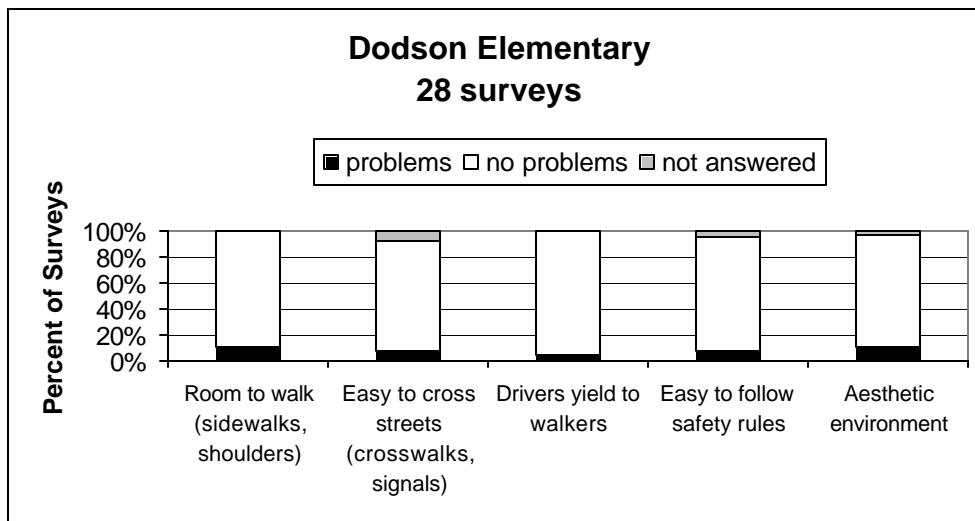 Dodson Elementary
28 surveys
problems no problems not answered
Percent of Surveys
100%
80%
60%
40%
20%
0%
Room to walk
(sidewalks,
shoulders)
Easy to cross
streets
(crosswalks,
signals)
Drivers yield to
walkers
Easy to follow
safety rules
Aesthetic
environment